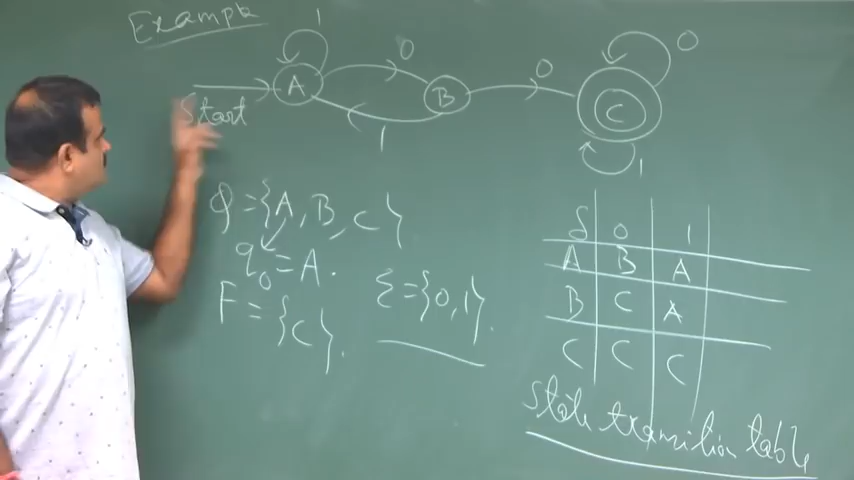 Example
1
0
0
0
Start
A
B
C
1
1
Q = {A, B, C}
q0 = A.
F = {C}.
Σ = {0, 1}.
δ 0 1
A B A
B C A
C C C
State transition table